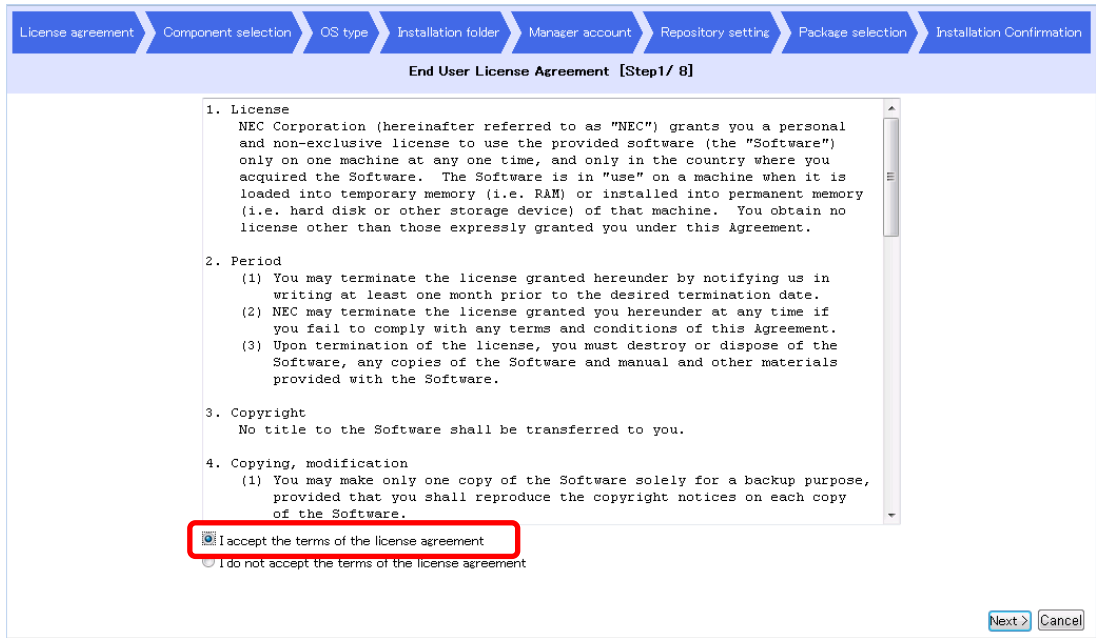 License agreement Component selection OS type Installation folder Manager account Repository setting Package selection Installation Confirmation
End User License Agreement [Step1/ 8]
1. License
NEC Corporation (hereinafter referred to as "NEC") grants you a personal
and non-exclusive license to use the provided software (the "Software")
only on one machine at any one time, and only in the country where you
acquired the Software. The Software is in "use" on a machine when it is
loaded into temporary memory (i.e. RAM) or installed into permanent memory
(i.e. hard disk or other storage device) of that machine. You obtain no
license other than those expressly granted you under this Agreement.
2. Period
(1) You may terminate the license granted hereunder by notifying us in
writing at least one month prior to the desired termination date.
(2) NEC may terminate the license granted you hereunder at any time if
you fail to comply with any terms and conditions of this Agreement.
(3) Upon termination of the license, you must destroy or dispose of the
Software, any copies of the Software and manual and other materials
provided with the Software.
3. Copyright
No title to the Software shall be transferred to you.
4. Copying, modification
(1) You may make only one copy of the Software solely for a backup purpose,
provided that you shall reproduce the copyright notices on each copy
of the Software.
I accept the terms of the license agreement
I do not accept the terms of the license agreement
Next > Cancel